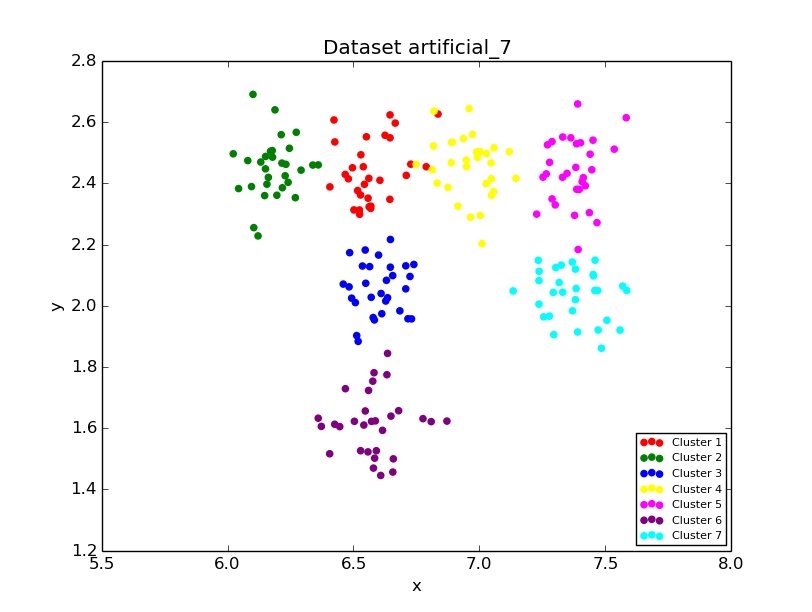 Dataset artificial_7
2.8
2.6
2.4
2.2
y
2.0
1.8
1.6
1.4
1.2
Cluster 1
Cluster 2
Cluster 3
Cluster 4
Cluster 5
Cluster 6
Cluster 7
5.5 6.0 6.5 7.0 7.5 8.0
x